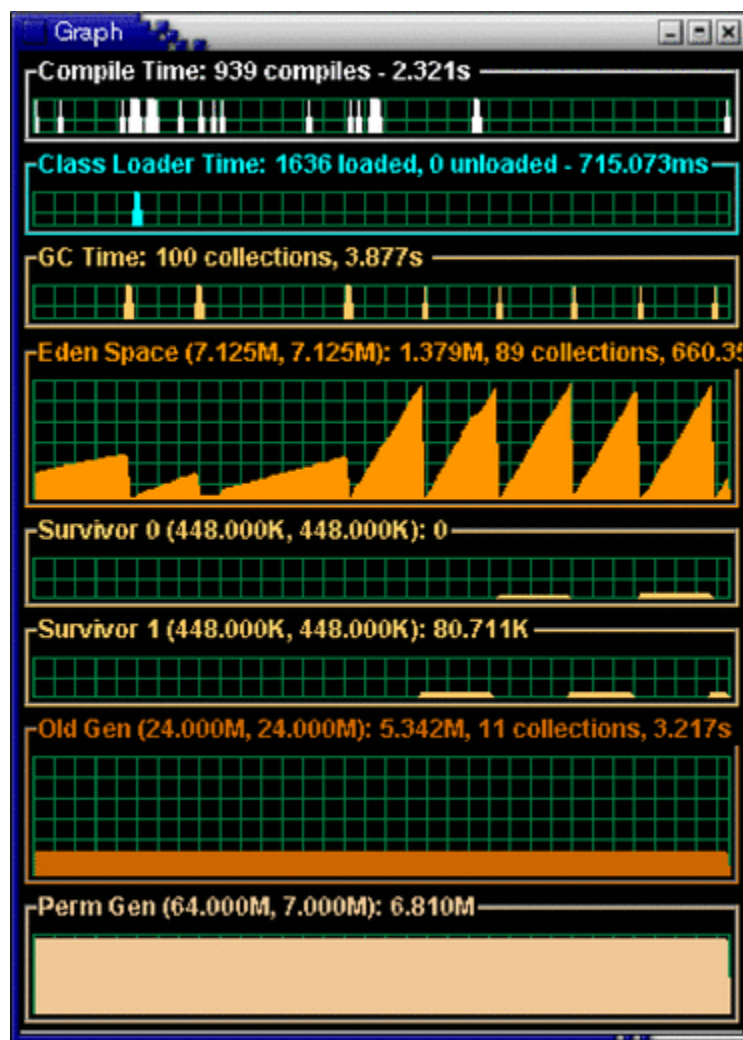 Graph
Compile Time: 939 compiles - 2.321s
Class Loader Time: 1636 loaded, 0 unloaded - 715.073ms
GC Time: 100 collections, 3.877s
Eden Space (7.125M, 7.125M): 1.379M, 89 collections, 660.35
Survivor 0 (448.000K, 448.000K): 0
Survivor 1 (448.000K, 448.000K): 80.711K
Old Gen (24.000M, 24.000M): 5.342M, 11 collections, 3.217s
Perm Gen (64.000M, 7.000M): 6.810M